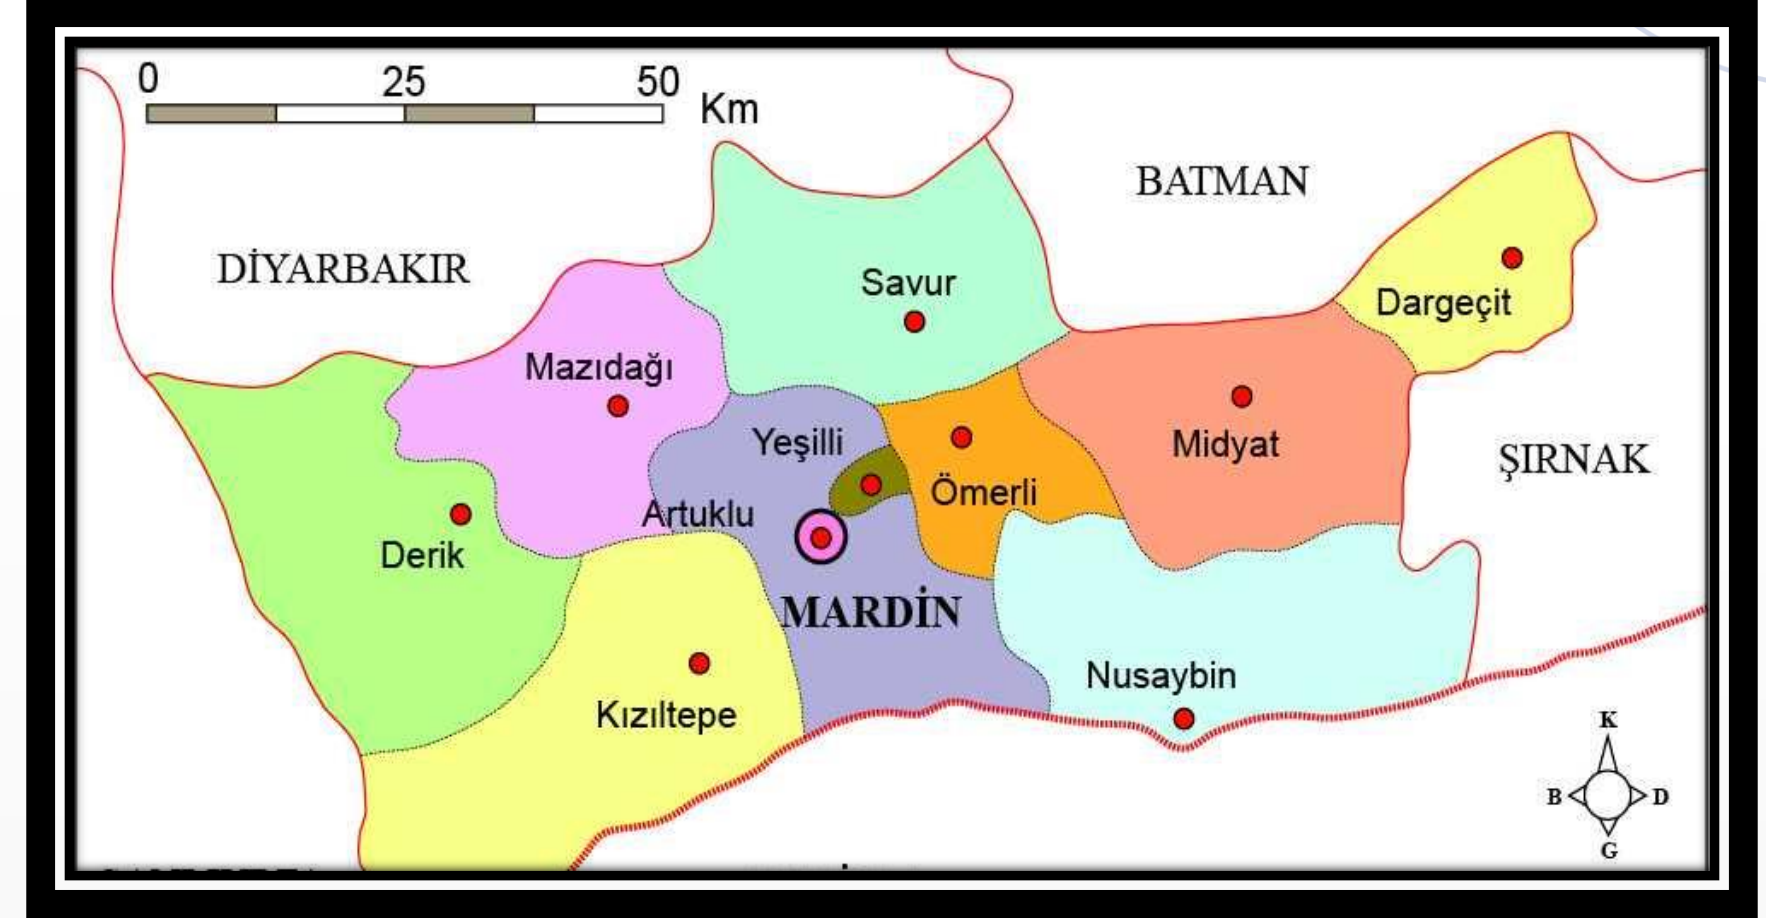 0 25 50
Km
BATMAN
DİYARBAKIR
Savur
Dargeçit
Mazıdağı
Yeşilli
Midyat
ŞIRNAK
Ömerli
Artuklu
Derik
MARDİN
Nusaybin
Kızıltepe
K
B D
G